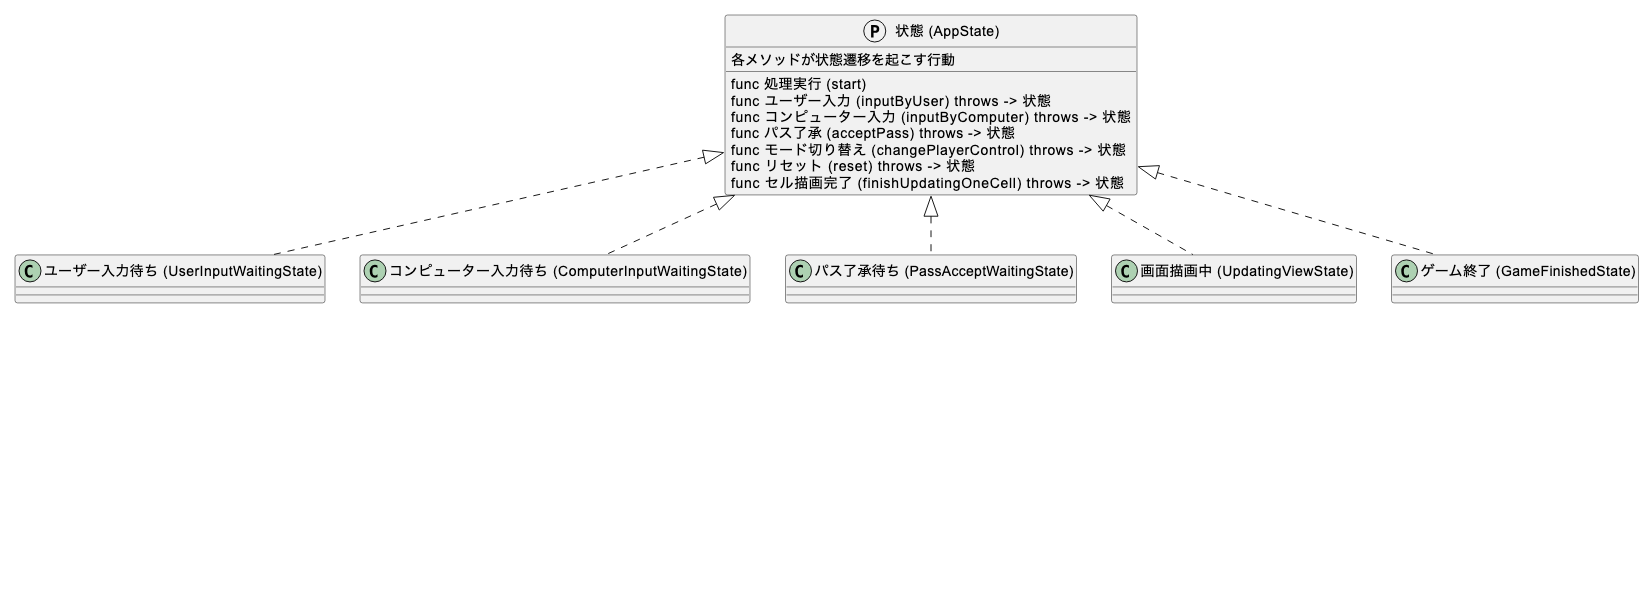 P 状態 (AppState)
各メソッドが状態遷移を起こす行動
func 処理実行 (start)
func ユーザー入力 (inputByUser) throws -> 状態
func コンピューター入力 (inputByComputer) throws -> 状態
func パス了承 (acceptPass) throws -> 状態
func モード切り替え (changePlayerControl) throws -> 状態
func リセット (reset) throws -> 状態
func セル描画完了 (finishUpdatingOneCell) throws -> 状態
C ユーザー入力待ち (UserInputWaitingState)
C コンピューター入力待ち (ComputerInputWaitingState)
C パス了承待ち (PassAcceptWaitingState)
C 画面描画中 (UpdatingViewState)
C ゲーム終了 (GameFinishedState)